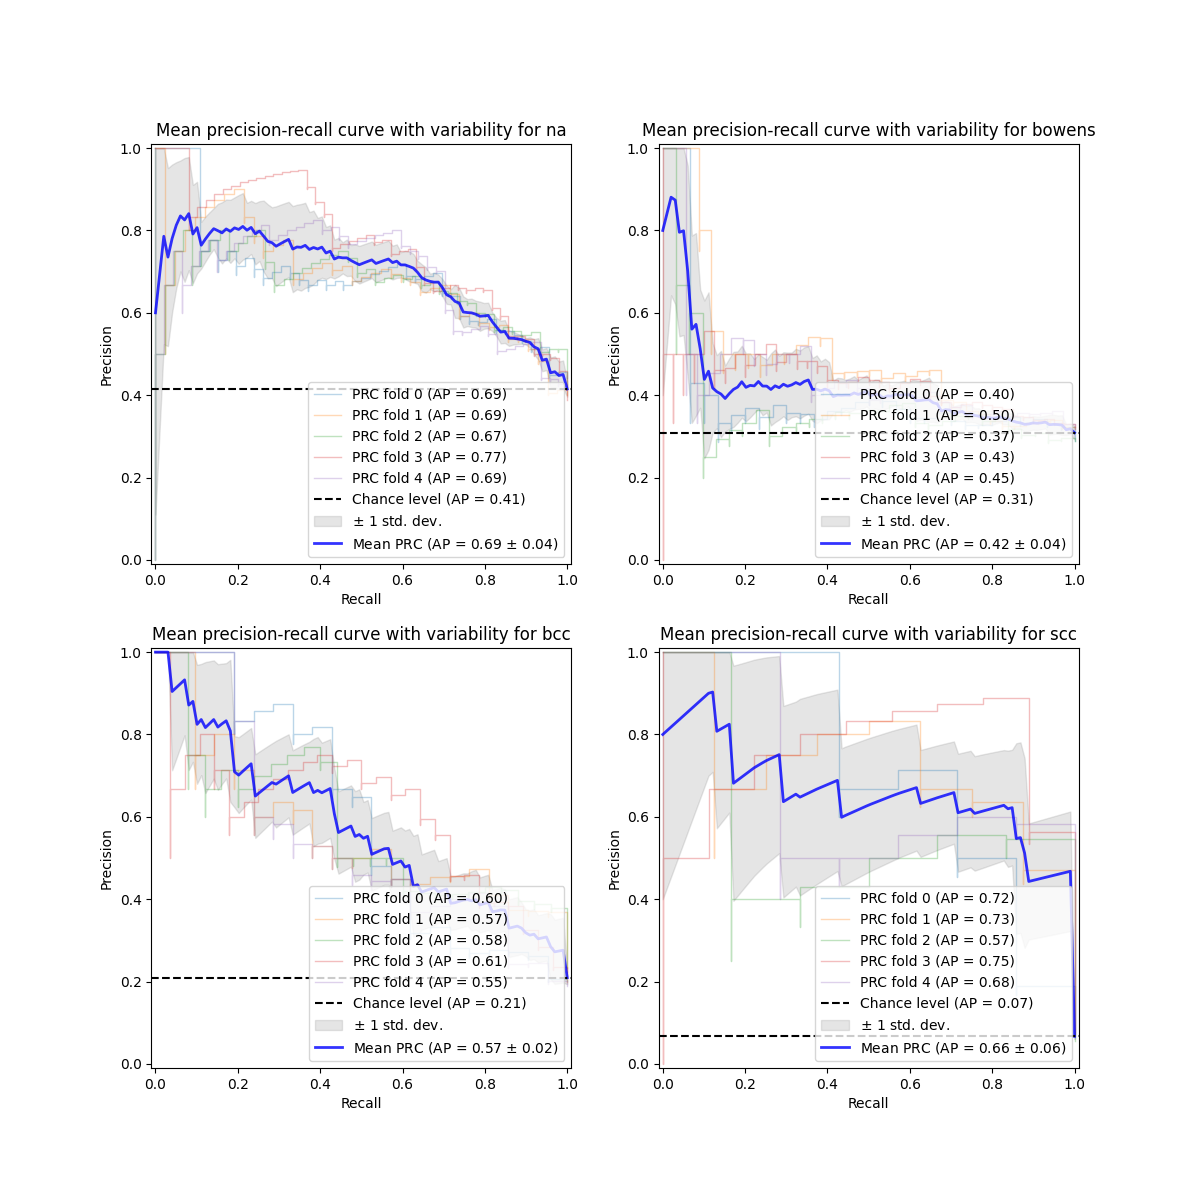 Mean precision-recall curve with variability for na
1.0
0.8
0.6
0.4
0.2
0.0
Precision
PRC fold 0 (AP = 0.69)
PRC fold 1 (AP = 0.69)
PRC fold 2 (AP = 0.67)
PRC fold 3 (AP = 0.77)
PRC fold 4 (AP = 0.69)
Chance level (AP = 0.41)
± 1 std. dev.
Mean PRC (AP = 0.69 ± 0.04)
0.0 0.2 0.4 0.6 0.8 1.0
Recall
Mean precision-recall curve with variability for bowens
1.0
0.8
0.6
0.4
0.2
0.0
Precision
PRC fold 0 (AP = 0.40)
PRC fold 1 (AP = 0.50)
PRC fold 2 (AP = 0.37)
PRC fold 3 (AP = 0.43)
PRC fold 4 (AP = 0.45)
Chance level (AP = 0.31)
± 1 std. dev.
Mean PRC (AP = 0.42 ± 0.04)
0.0 0.2 0.4 0.6 0.8 1.0
Recall
Mean precision-recall curve with variability for bcc
1.0
0.8
0.6
0.4
0.2
0.0
Precision
PRC fold 0 (AP = 0.60)
PRC fold 1 (AP = 0.57)
PRC fold 2 (AP = 0.58)
PRC fold 3 (AP = 0.61)
PRC fold 4 (AP = 0.55)
Chance level (AP = 0.21)
± 1 std. dev.
Mean PRC (AP = 0.57 ± 0.02)
0.0 0.2 0.4 0.6 0.8 1.0
Recall
Mean precision-recall curve with variability for scc
1.0
0.8
0.6
0.4
0.2
0.0
Precision
PRC fold 0 (AP = 0.72)
PRC fold 1 (AP = 0.73)
PRC fold 2 (AP = 0.57)
PRC fold 3 (AP = 0.75)
PRC fold 4 (AP = 0.68)
Chance level (AP = 0.07)
± 1 std. dev.
Mean PRC (AP = 0.66 ± 0.06)
0.0 0.2 0.4 0.6 0.8 1.0
Recall